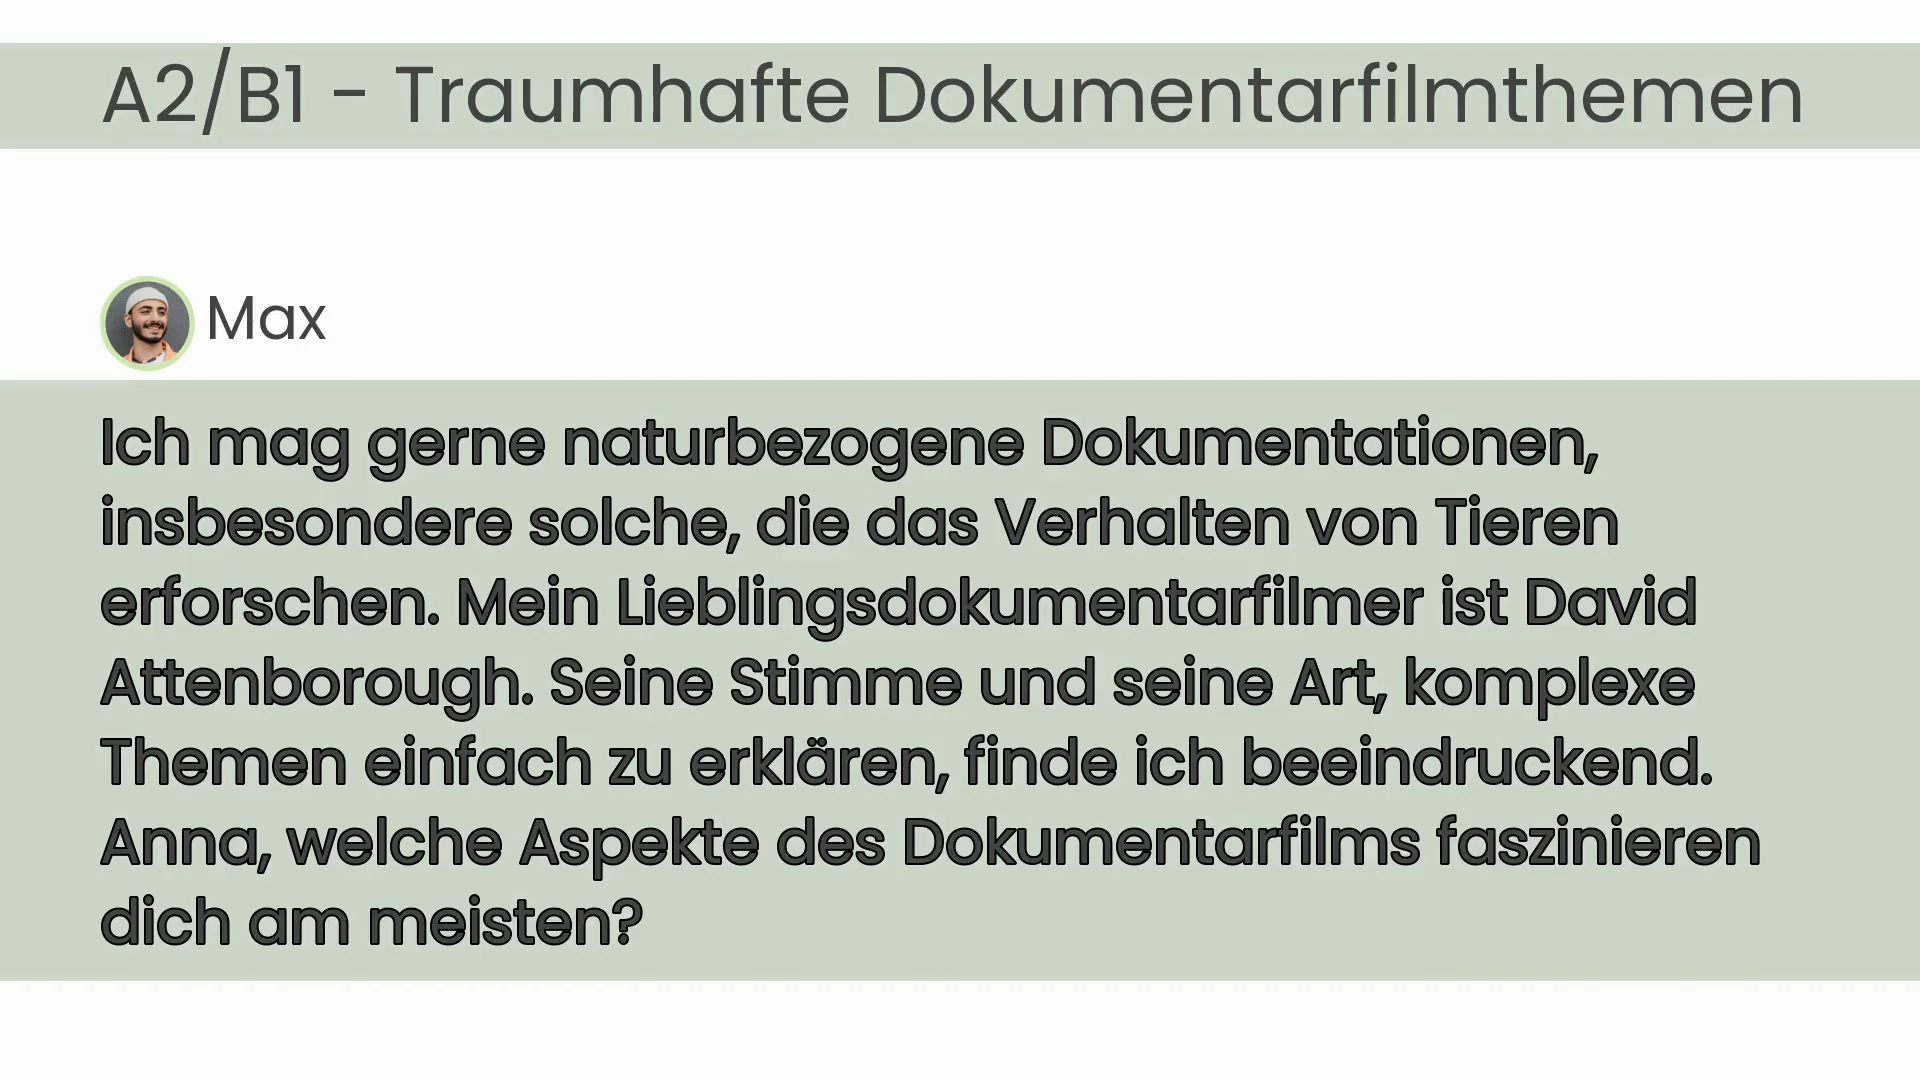 A2/B1 - Traumhafte Dokumentarfilmthemen
Max
Ich mag gerne naturbezogene Dokumentationen,
insbesondere solche, die das Verhalten von Tieren
erforschen. Mein Lieblingsdokumentarfilmer ist David
Attenborough. Seine Stimme und seine Art, komplexe
Themen einfach zu erklären, finde ich beeindruckend.
Anna, welche Aspekte des Dokumentarfilms faszinieren
dich am meisten?